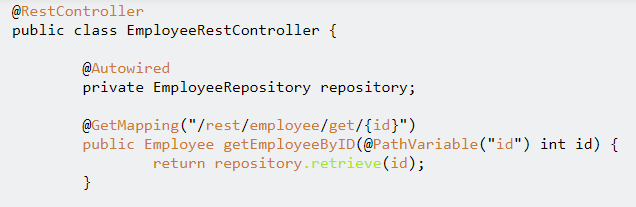 @RestController
public class EmployeeRestController {
@Autowired
private EmployeeRepository repository;
@GetMapping("/rest/employee/get/{id}")
public Employee getEmployeeByID(@PathVariable("id") int id) {
return repository.retrieve(id);
}